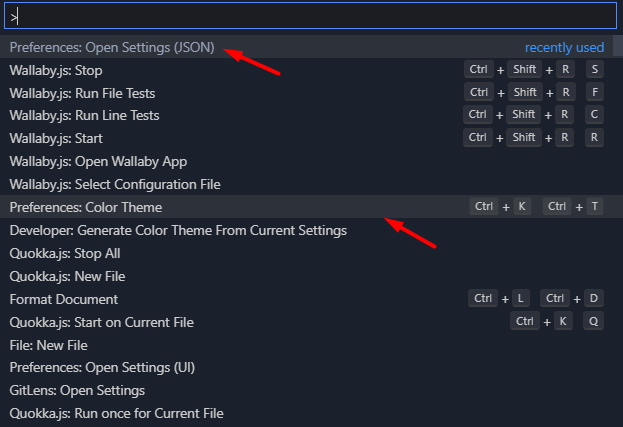 >
Preferences: Open Settings (JSON) recently used
Wallaby.js: Stop Ctrl + Shift + R S
Wallaby.js: Run File Tests Ctrl + Shift + R F
Wallaby.js: Run Line Tests Ctrl + Shift + R C
Wallaby.js: Start Ctrl + Shift + R R
Wallaby.js: Open Wallaby App
Wallaby.js: Select Configuration File
Preferences: Color Theme Ctrl + K Ctrl + T
Developer: Generate Color Theme From Current Settings
Quokka.js: Stop All
Quokka.js: New File
Format Document Ctrl + L Ctrl + D
Quokka.js: Start on Current File Ctrl + K Q
File: New File
Preferences: Open Settings (UI)
GitLens: Open Settings
Quokka.js: Run once for Current File